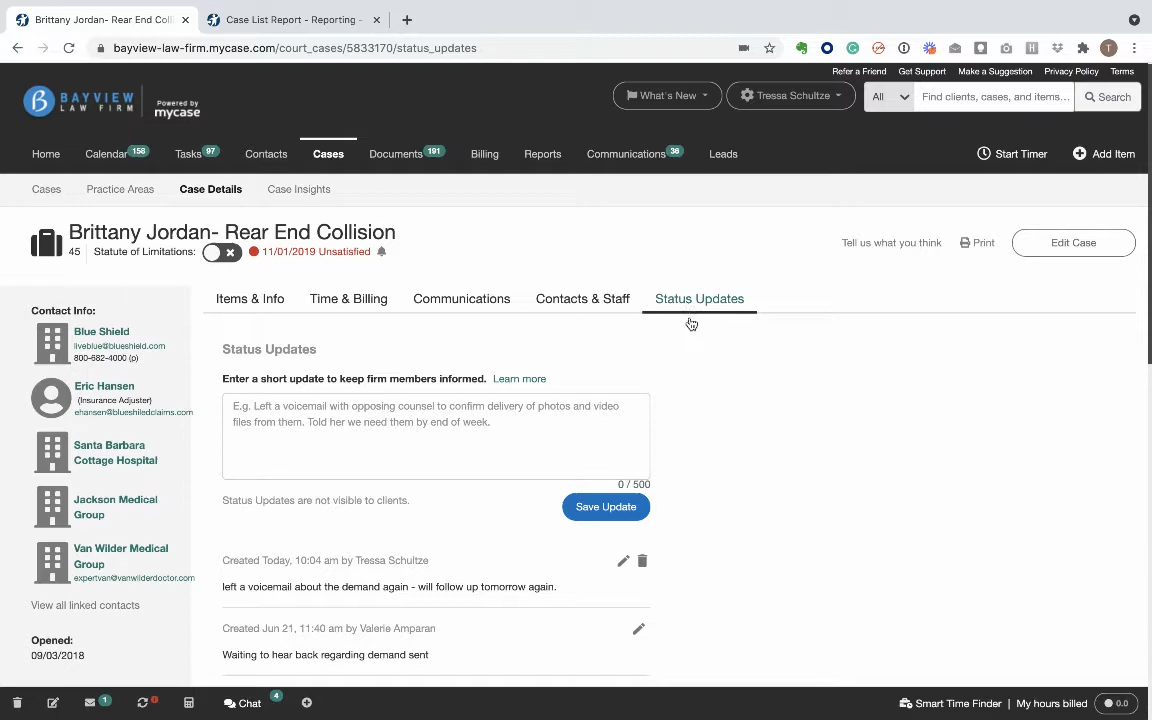 Brittany Jordan- Rear End Colli
Case List Report - Reporting -
bayview-law-firm.mycase.com/court_cases/5833170/status_updates
T
Refer a Friend Get Support Make a Suggestion Privacy Policy Terms
B BAYVIEW LAW FIRM Powered by mycase
What's New Tressa Schultze All Find clients, cases, and items... Search
Home Calendar 158 Tasks 97 Contacts Cases Documents 191 Billing Reports Communications 36 Leads Start Timer Add Item
Cases Practice Areas Case Details Case Insights
Brittany Jordan- Rear End Collision
45 Statute of Limitations: 11/01/2019 Unsatisfied
Tell us what you think Print Edit Case
Items & Info Time & Billing Communications Contacts & Staff Status Updates
Contact Info:
Blue Shield
liveblue@blueshield.com
800-682-4000 (p)
Eric Hansen
(Insurance Adjuster)
ehansen@blueshiledclaims.com
Santa Barbara
Cottage Hospital
Jackson Medical
Group
Van Wilder Medical
Group
expertvan@vanwilderdoctor.com
View all linked contacts
Opened:
09/03/2018
Status Updates
Enter a short update to keep firm members informed. Learn more
E.g. Left a voicemail with opposing counsel to confirm delivery of photos and video
files from them. Told her we need them by end of week.
0 / 500
Status Updates are not visible to clients.
Save Update
Created Today, 10:04 am by Tressa Schultze
left a voicemail about the demand again - will follow up tomorrow again.
Created Jun 21, 11:40 am by Valerie Amparan
Waiting to hear back regarding demand sent
1 Chat 4 Smart Time Finder | My hours billed 0.0